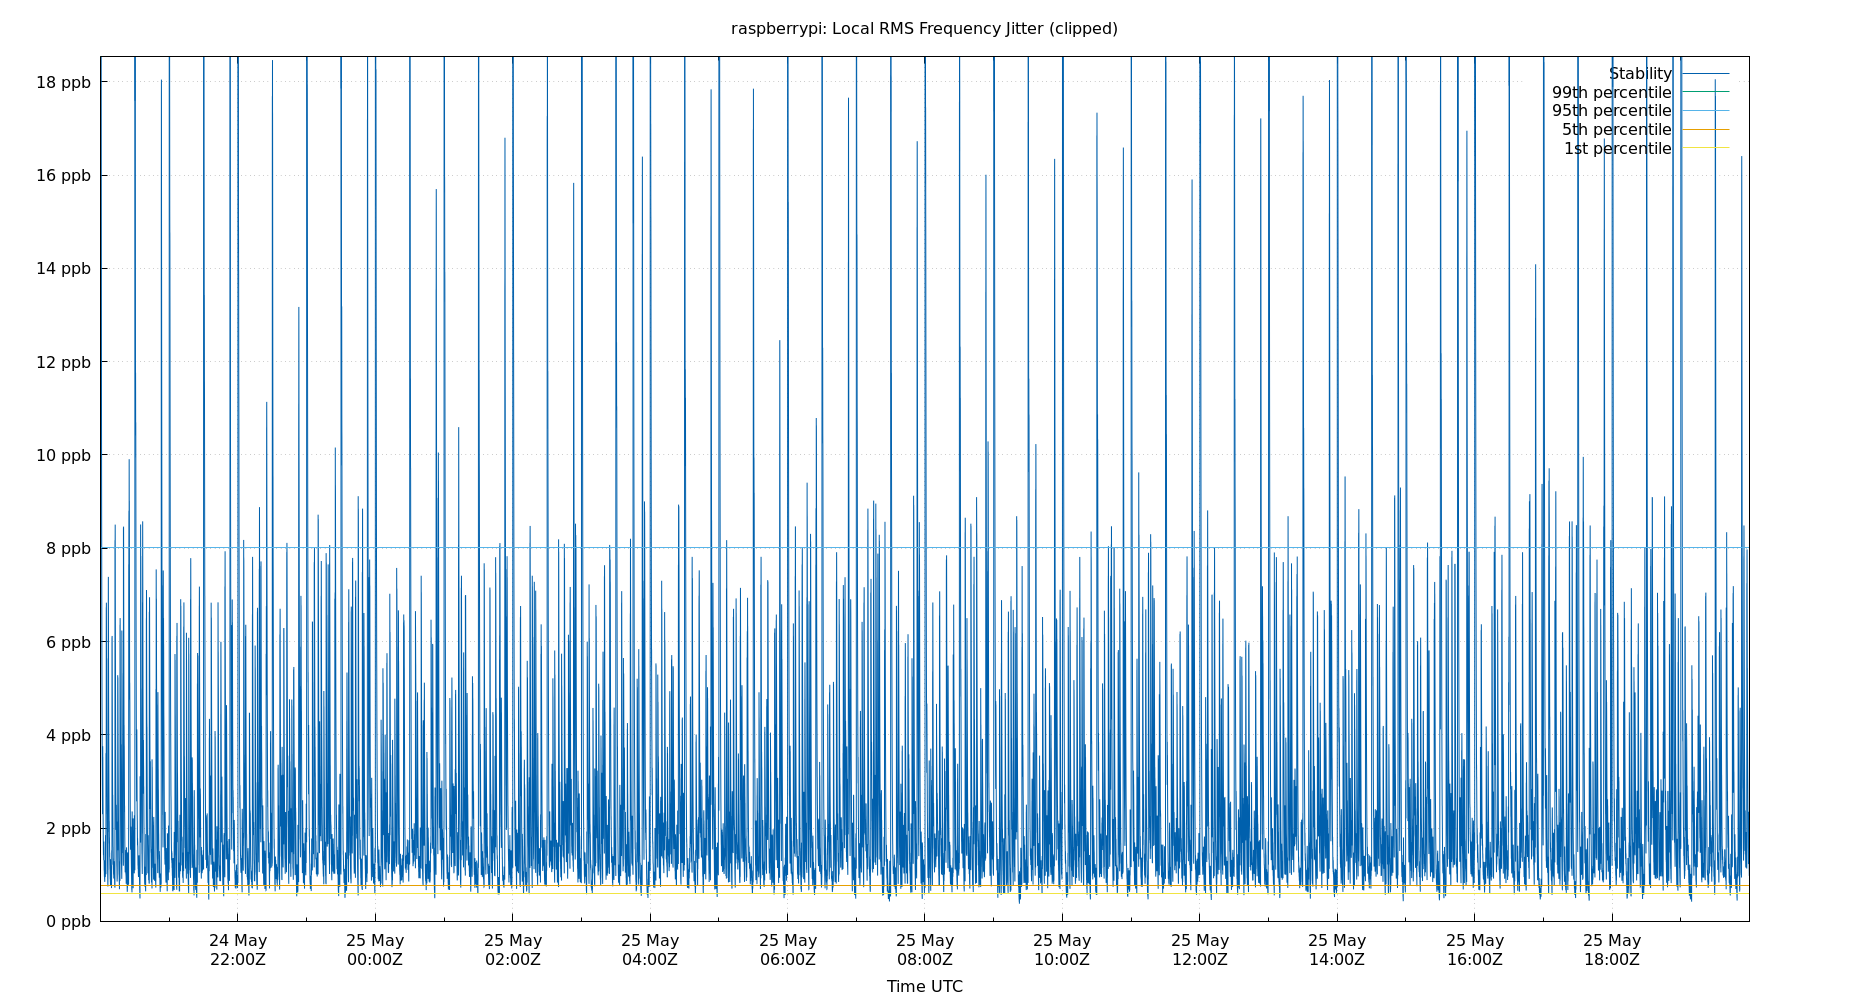 raspberrypi: Local RMS Frequency Jitter (clipped)
18 ppb
16 ppb
14 ppb
12 ppb
10 ppb
8 ppb
6 ppb
4 ppb
2 ppb
0 ppb
Stability
99th percentile
95th percentile
5th percentile
1st percentile
24 May
22:00Z
25 May
00:00Z
25 May
02:00Z
25 May
04:00Z
25 May
06:00Z
25 May
08:00Z
25 May
10:00Z
25 May
12:00Z
25 May
14:00Z
25 May
16:00Z
25 May
18:00Z
Time UTC